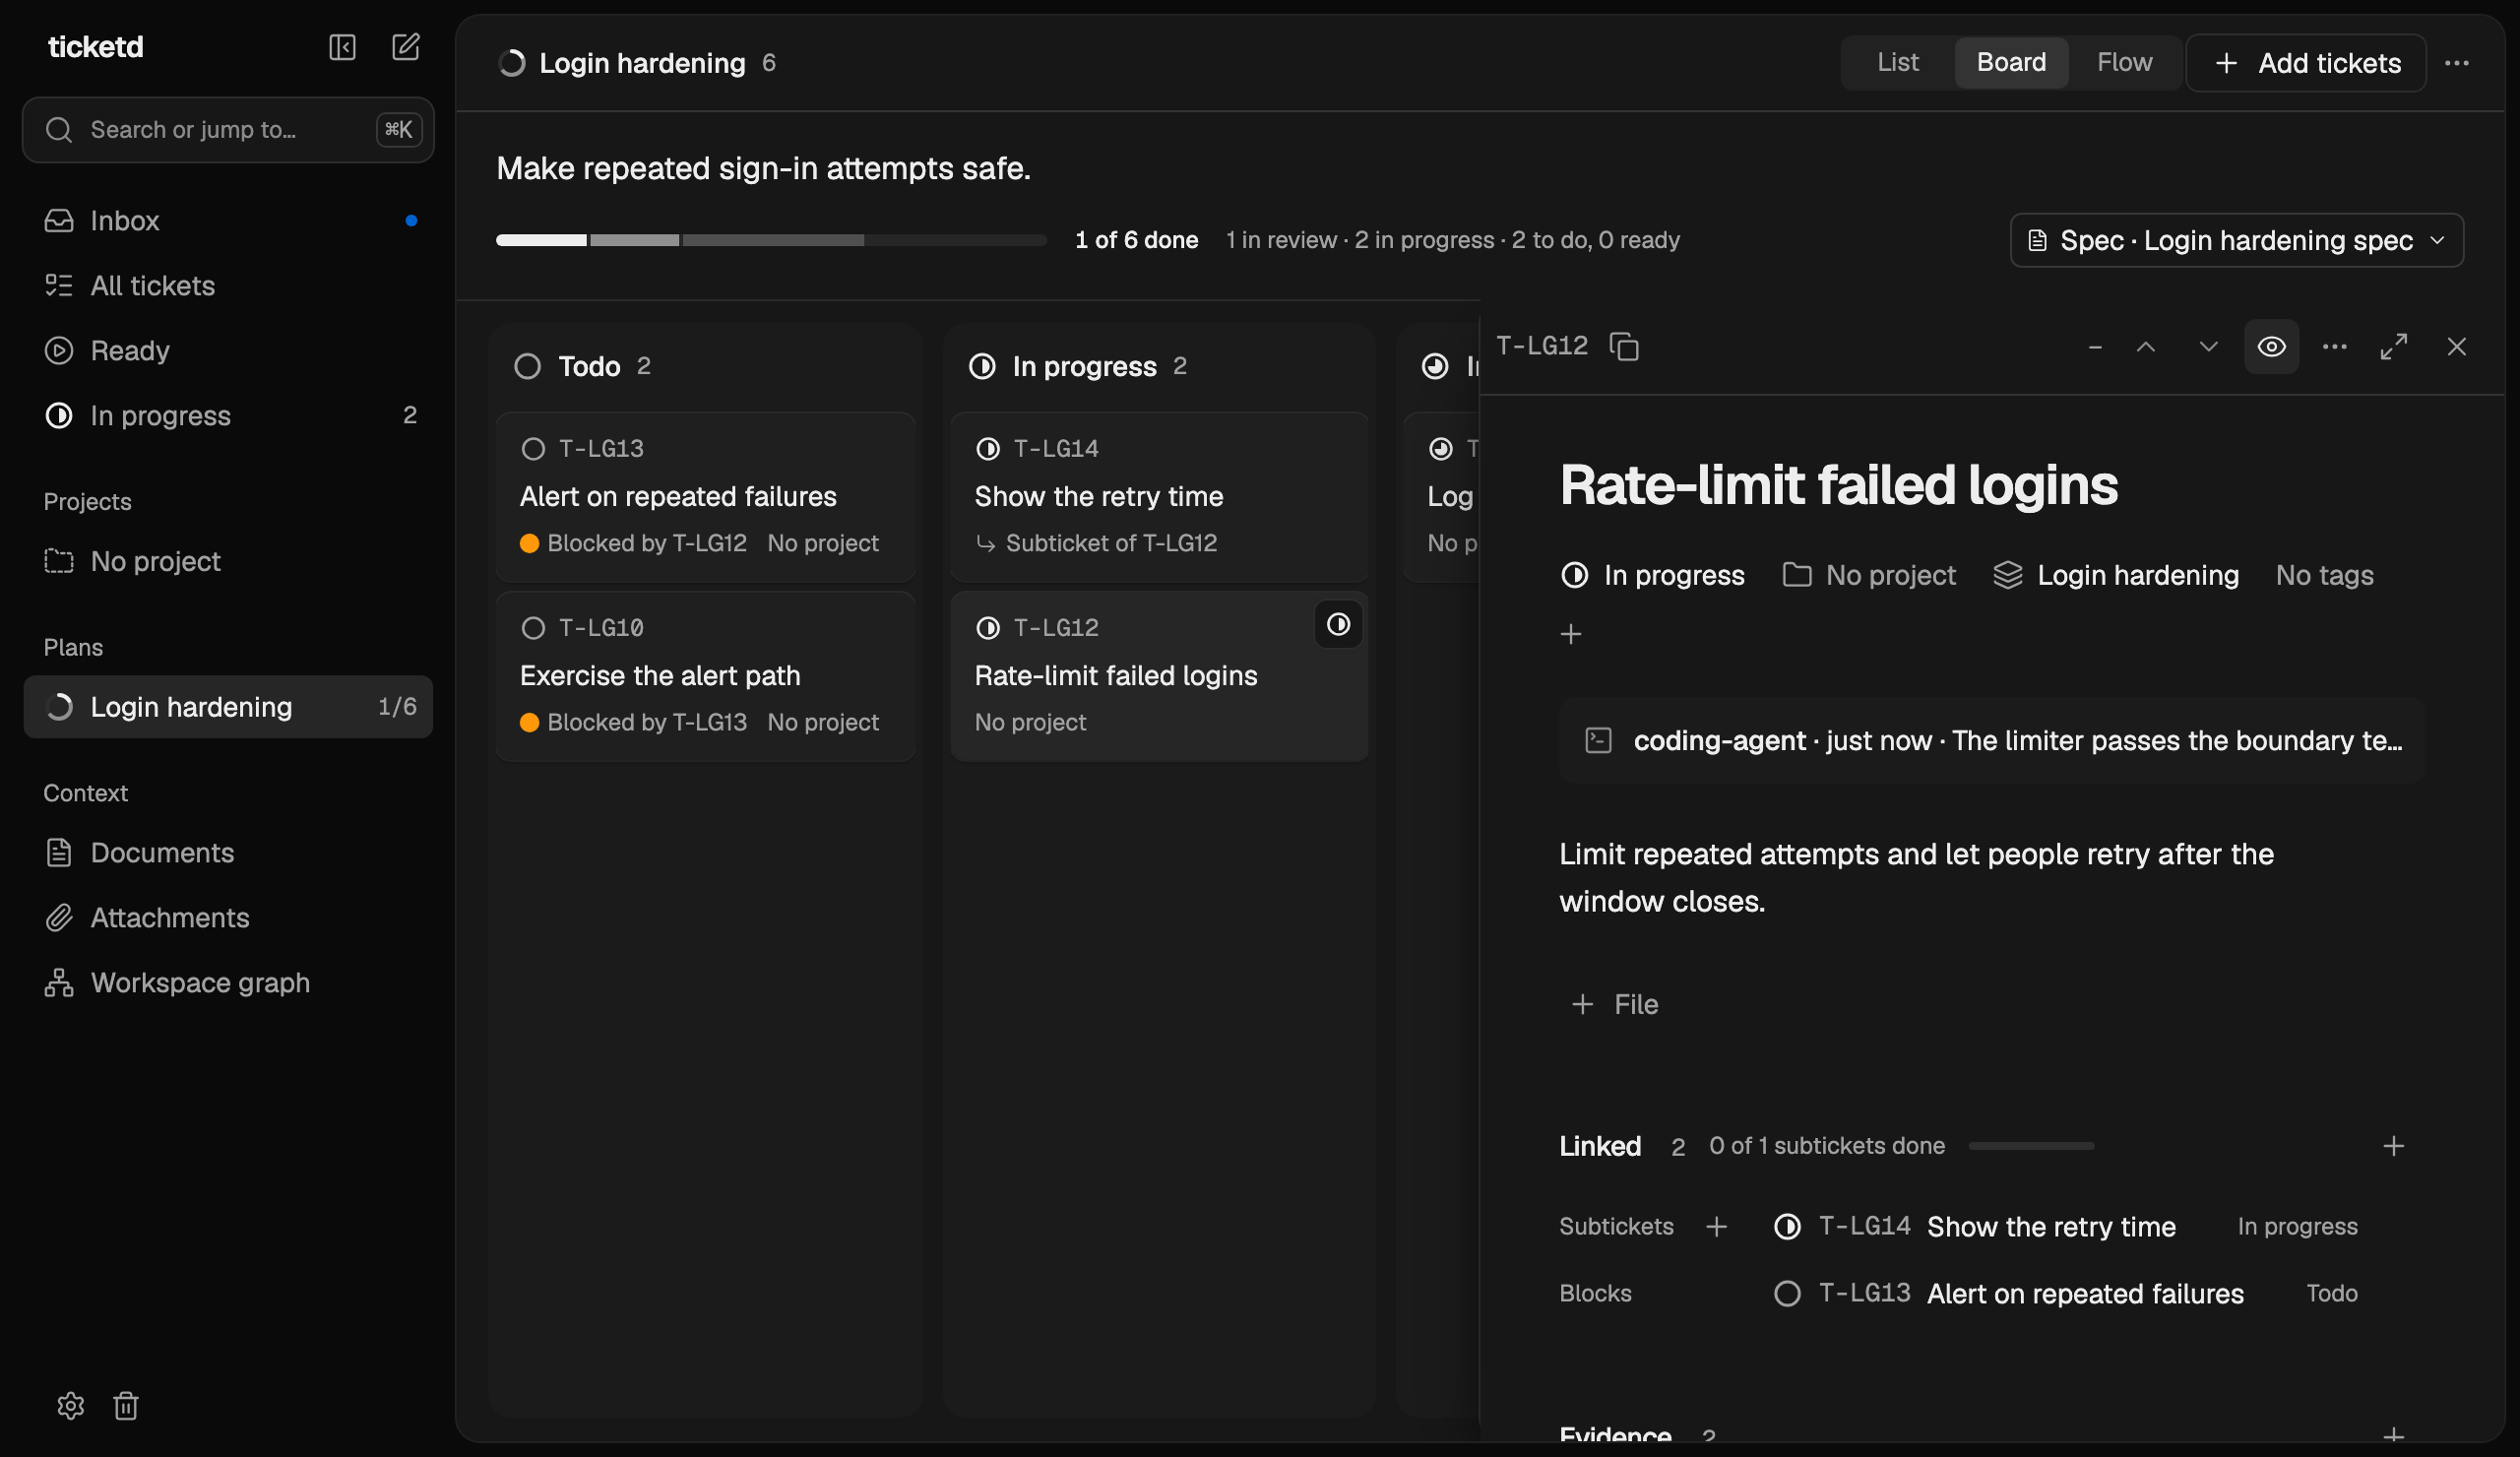 ticketd
Search or jump to...
⌘K
Inbox
All tickets
Ready
In progress 2
Projects
No project
Plans
Login hardening 1/6
Context
Documents
Attachments
Workspace graph
Login hardening 6
List
Board
Flow
+ Add tickets
Make repeated sign-in attempts safe.
1 of 6 done 1 in review · 2 in progress · 2 to do, 0 ready
Spec · Login hardening spec
Todo 2
T-LG13
Alert on repeated failures
Blocked by T-LG12 No project
T-LG10
Exercise the alert path
Blocked by T-LG13 No project
In progress 2
T-LG14
Show the retry time
Subticket of T-LG12
T-LG12
Rate-limit failed logins
No project
Log
T-LG12
Rate-limit failed logins
In progress No project Login hardening No tags
+
coding-agent · just now · The limiter passes the boundary te...
Limit repeated attempts and let people retry after the
window closes.
+ File
Linked 2 0 of 1 subtickets done +
Subtickets + T-LG14 Show the retry time In progress
Blocks T-LG13 Alert on repeated failures Todo
Evidence 2 +